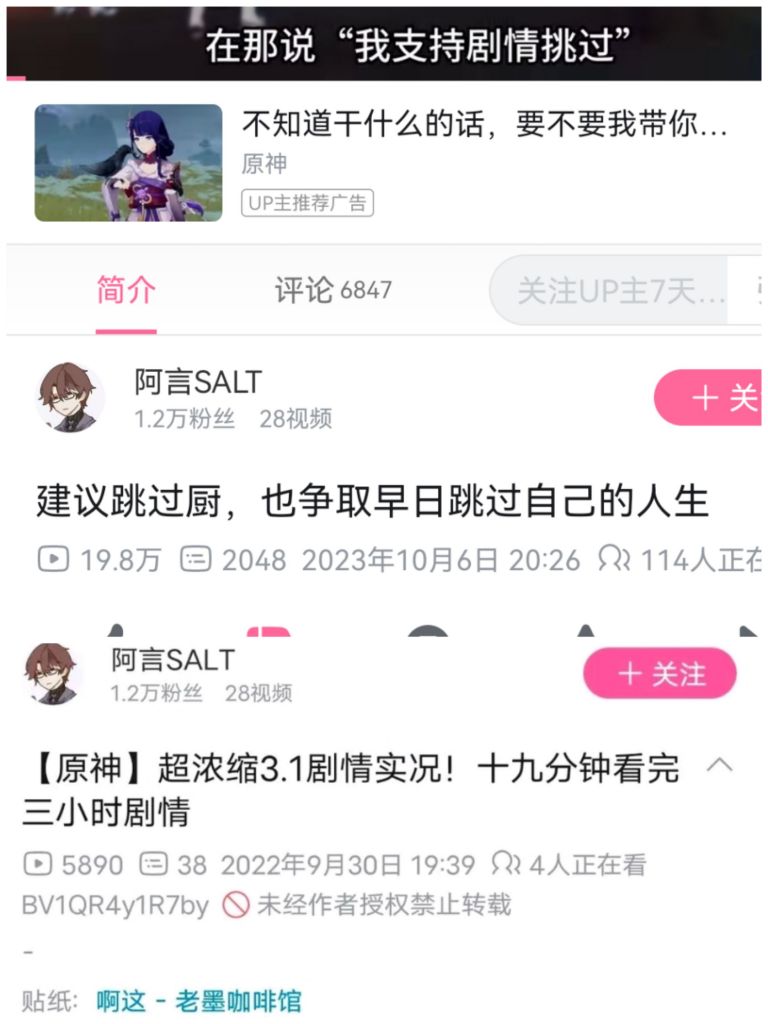 在那说“我支持剧情挑过”
不知道干什么的话，要不要我带你...
原神
UP主推荐广告
简介
评论 6847
关注UP主7天...
阿言SALT
1.2万粉丝 28视频
＋ 关
建议跳过厨，也争取早日跳过自己的人生
19.8万 2048 2023年10月6日 20:26 114人正在
阿言SALT
1.2万粉丝 28视频
＋ 关注
【原神】超浓缩3.1剧情实况！十九分钟看完
三小时剧情
5890 38 2022年9月30日 19:39 4人正在看
BV1QR4y1R7by 未经作者授权禁止转载
-
贴纸: 啊这 - 老墨咖啡馆